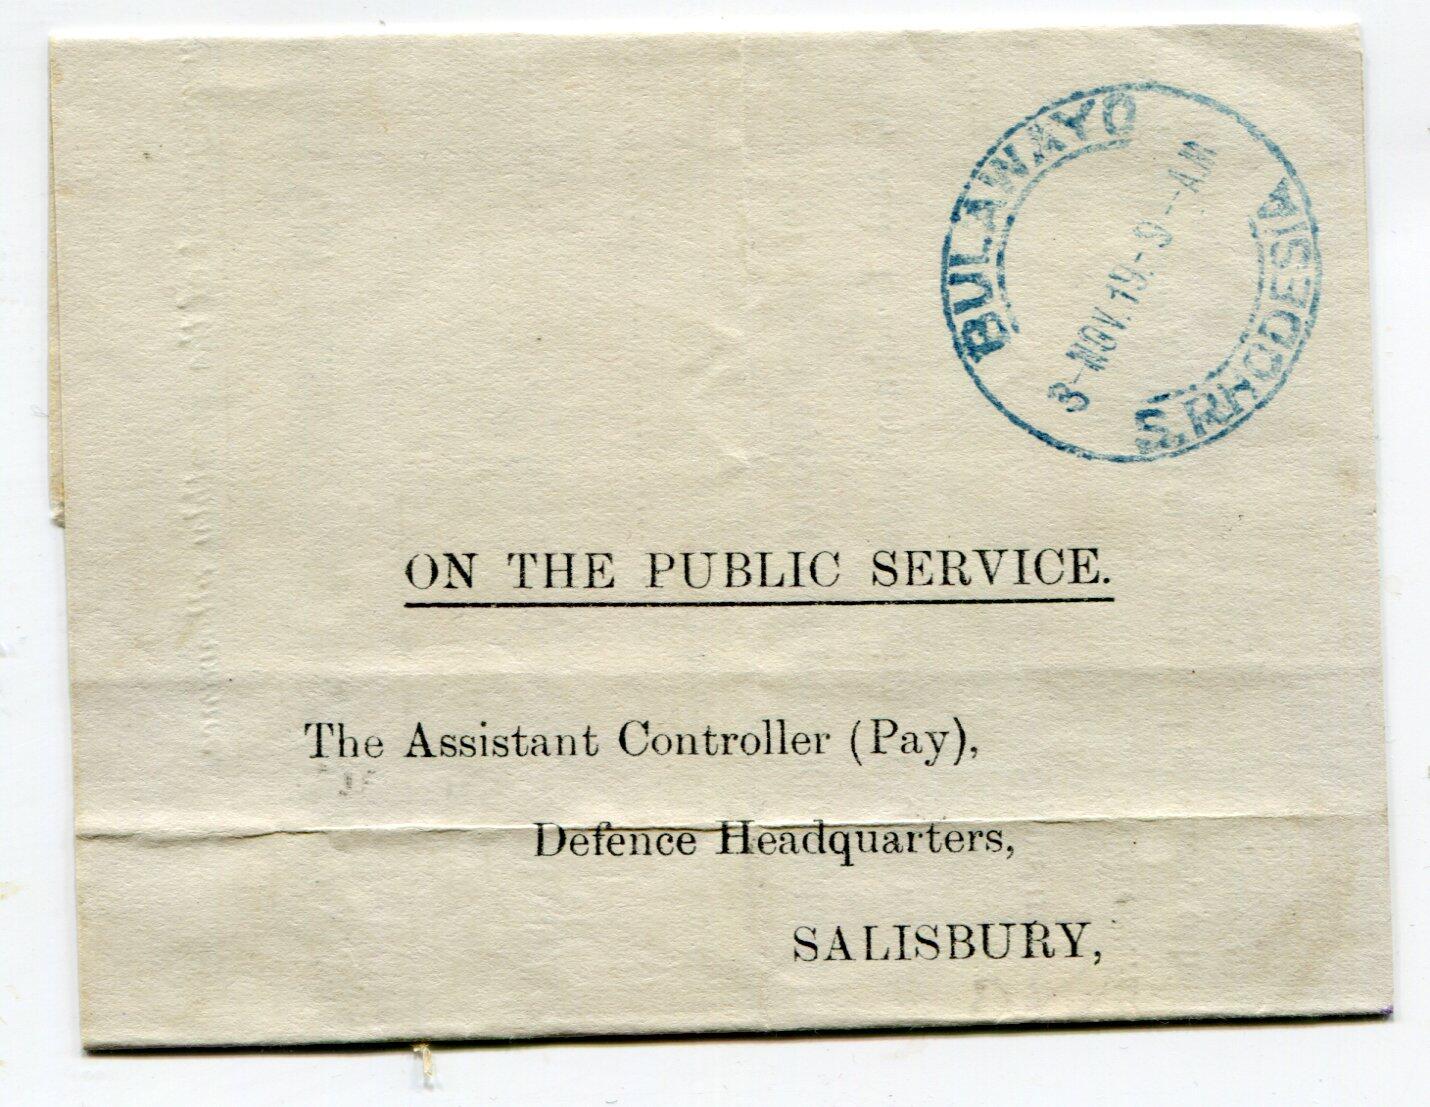 BULAWAYO
3-NOV.19.-9--AM
S. RHODESIA
ON THE PUBLIC SERVICE.
The Assistant Controller (Pay),
Defence Headquarters,
SALISBURY,